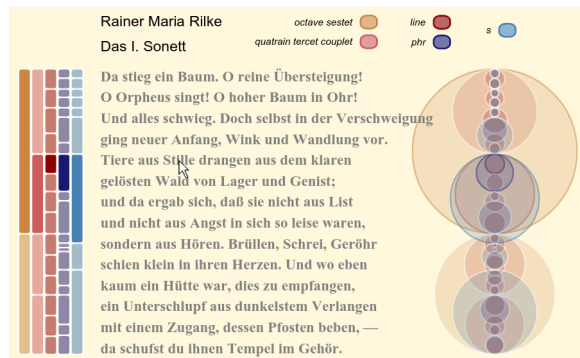 Rainer Maria Rilke
Das I. Sonett
octave sestet
quatrain tercet couplet
line
phr
s
Da stieg ein Baum. O reine Übersteigung!
O Orpheus singt! O hoher Baum in Ohr!
Und alles schwieg. Doch selbst in der Verschweigung
ging neuer Anfang, Wink und Wandlung vor.
Tiere aus Stille drangen aus dem klaren
gelösten Wald von Lager und Genist;
und da ergab sich, daß sie nicht aus List
und nicht aus Angst in sich so leise waren,
sondern aus Hören. Brüllen, Schrei, Geröhr
schien klein in ihren Herzen. Und wo eben
kaum ein Hütte war, dies zu empfangen,
ein Unterschlupf aus dunkelstem Verlangen
mit einem Zugang, dessen Pfosten beben, —
da schufst du ihnen Tempel im Gehör.